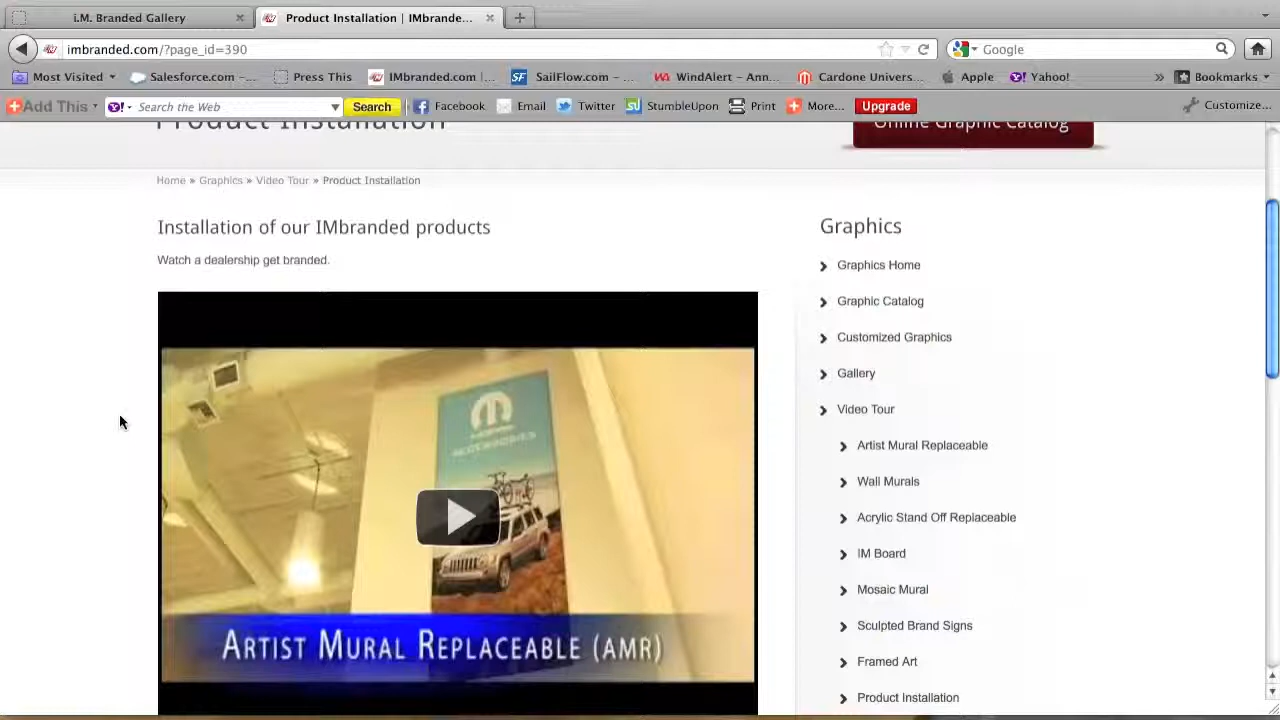 i.M. Branded Gallery
Product Installation | IMbrande...
imbranded.com/?page_id=390
Google
Most Visited
Salesforce.com – ...
Press This
IMbranded.com |...
SailFlow.com – ...
WindAlert – Ann...
Cardone Univers...
Apple
Yahoo!
Bookmarks
Add This
Search the Web
Search
Facebook
Email
Twitter
StumbleUpon
Print
More...
Upgrade
Customize...
Product Installation
Online Graphic Catalog
Home » Graphics » Video Tour » Product Installation
Installation of our IMbranded products
Watch a dealership get branded.
ARTIST MURAL REPLACEABLE (AMR)
Graphics
Graphics Home
Graphic Catalog
Customized Graphics
Gallery
Video Tour
Artist Mural Replaceable
Wall Murals
Acrylic Stand Off Replaceable
IM Board
Mosaic Mural
Sculpted Brand Signs
Framed Art
Product Installation